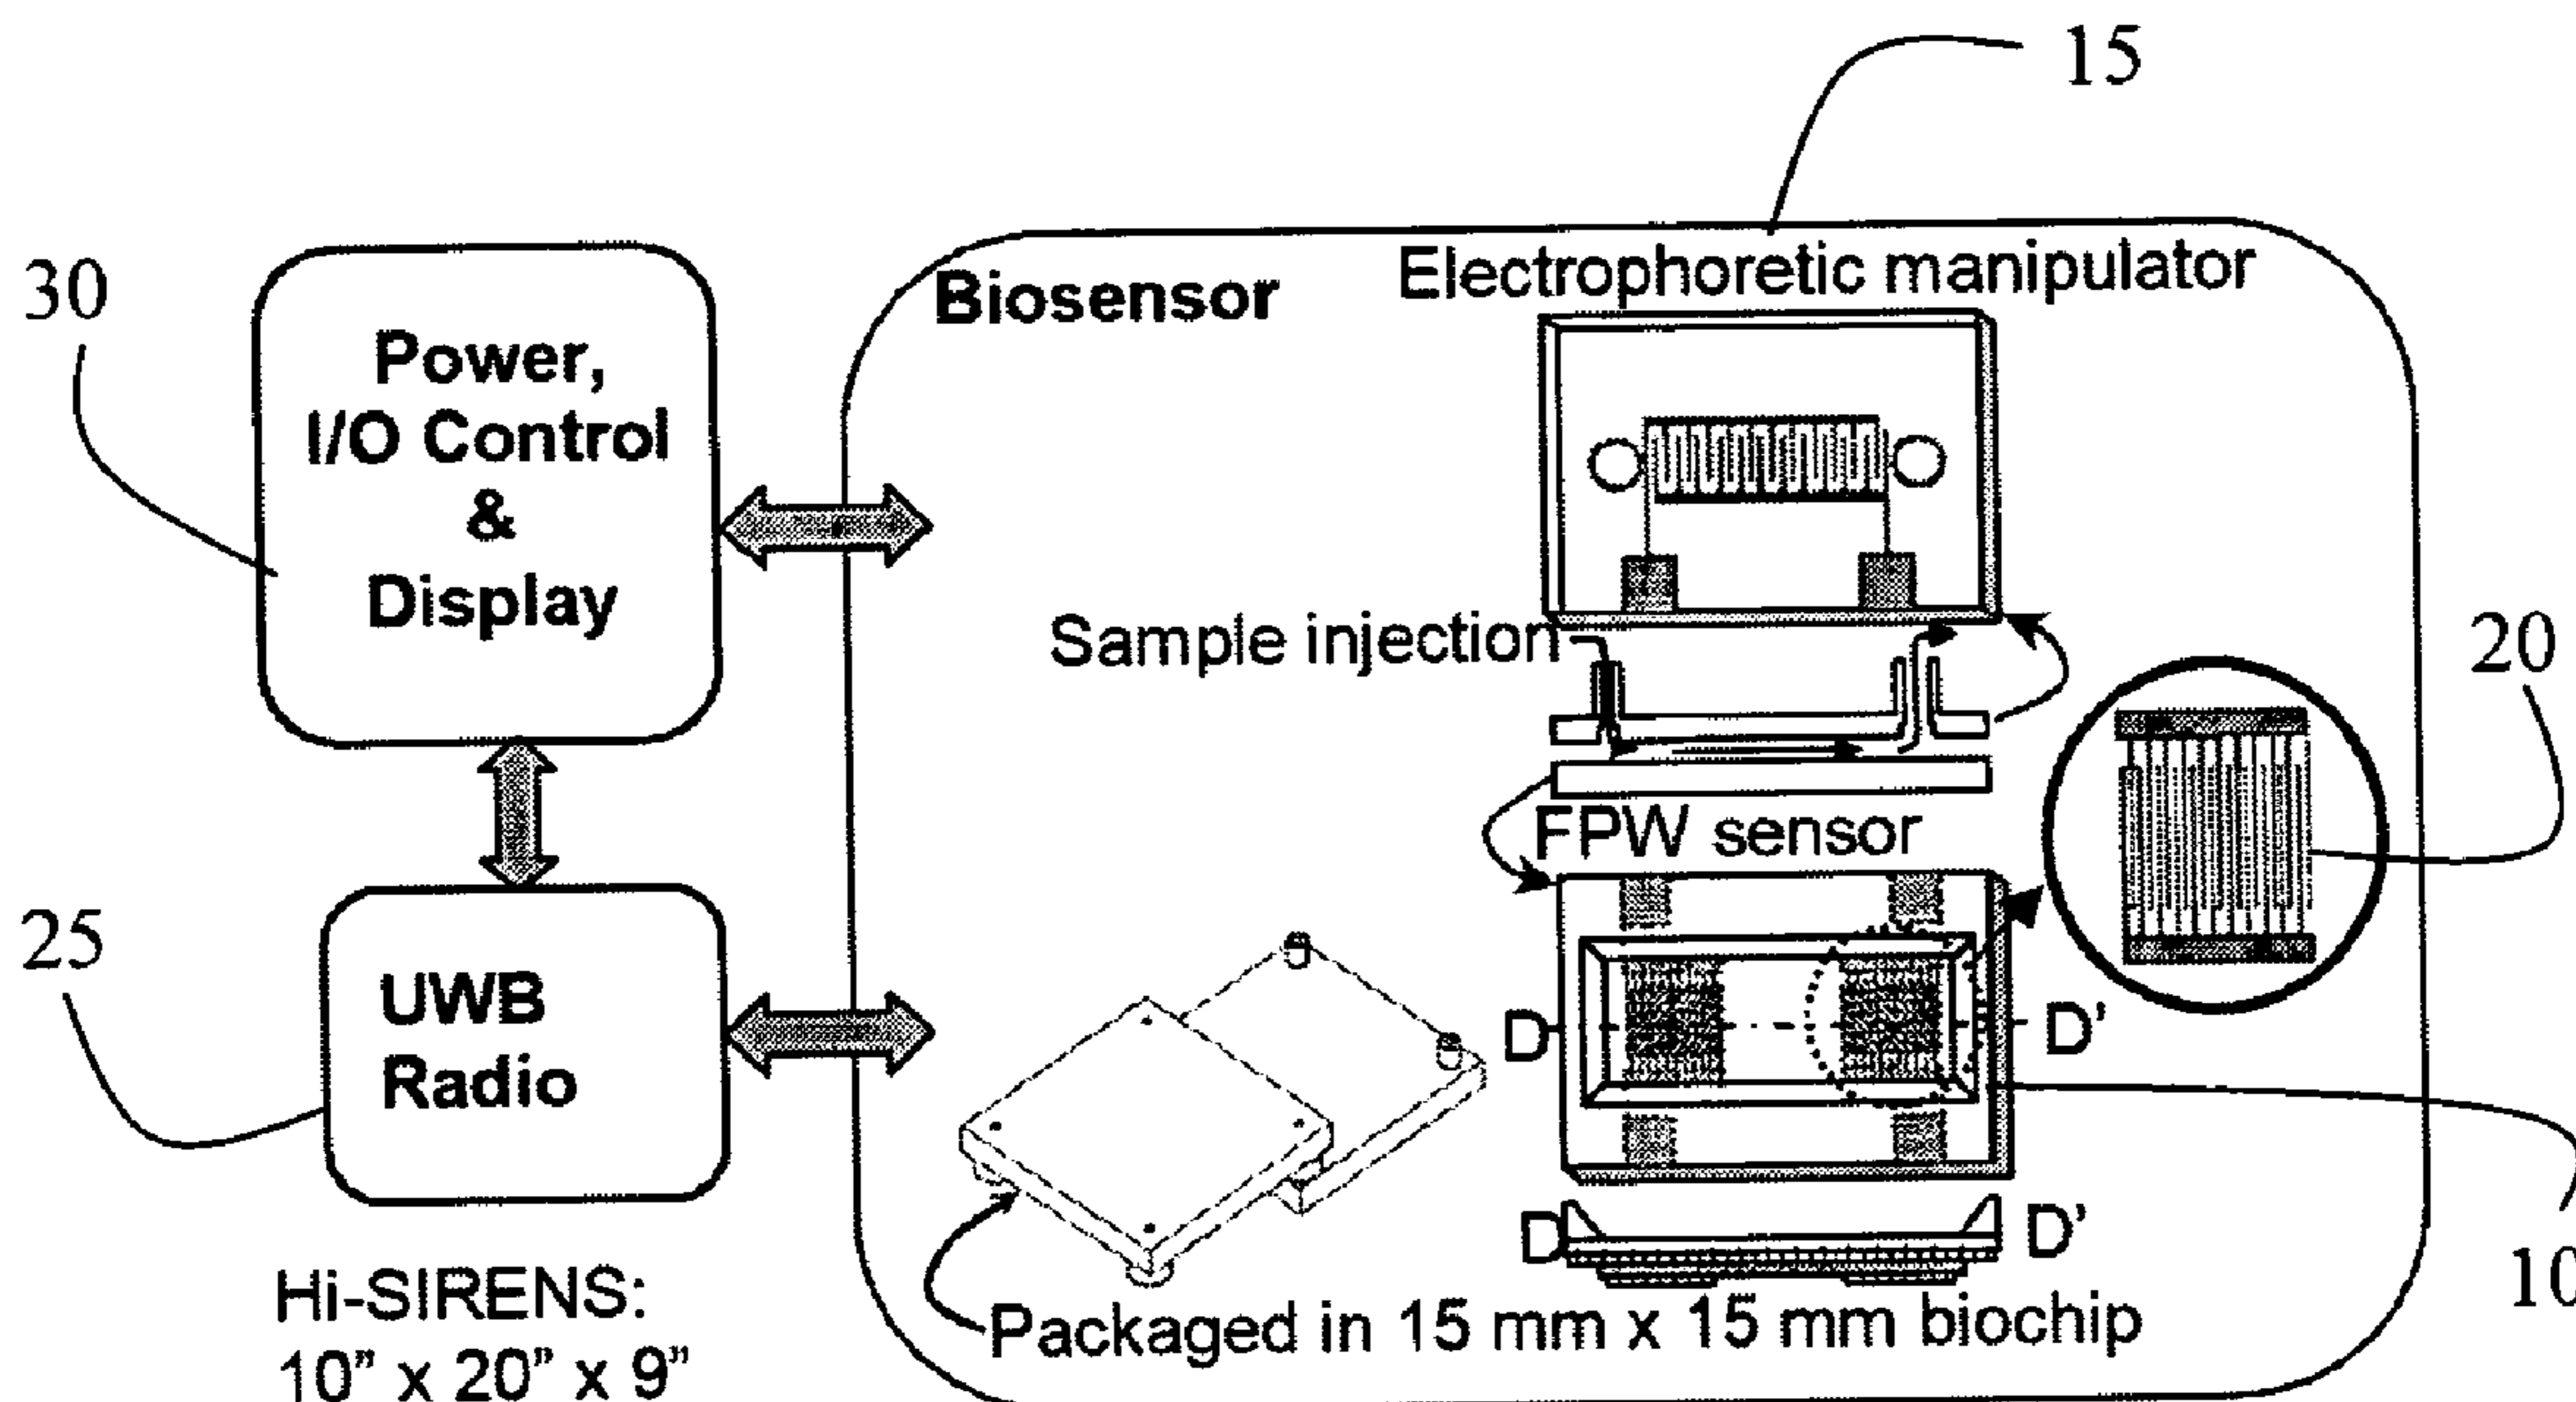 15
30
Power,
I/O Control
&
Display
Biosensor
Electrophoretic manipulator
Sample injection
20
FPW sensor
25
UWB
Radio
D
D'
D
D'
10
Hi-SIRENS:
10" x 20" x 9"
Packaged in 15 mm x 15 mm biochip